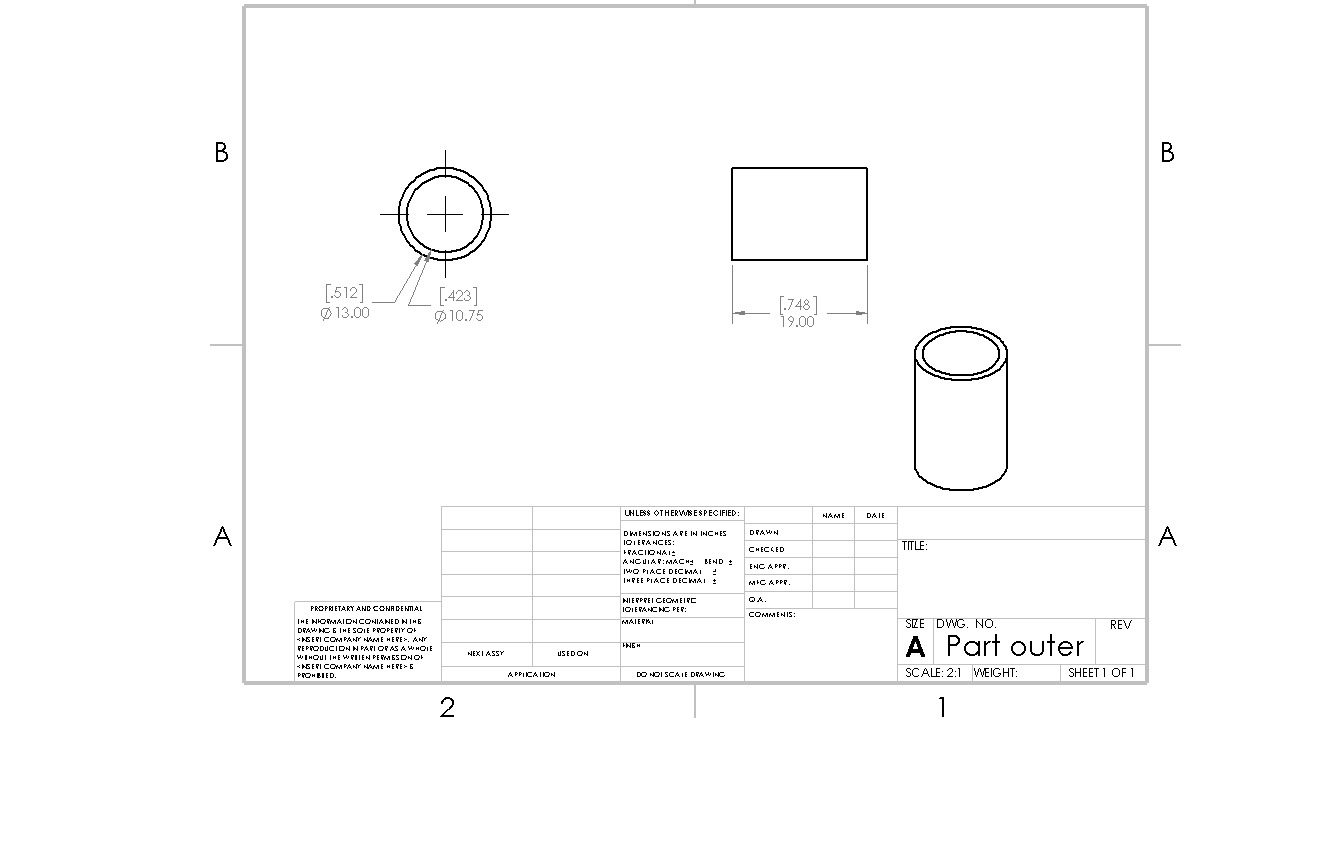 B
B
[.512]
⌀13.00
[.423]
⌀10.75
[.748]
19.00
A
A
UNLESS OTHERWISE SPECIFIED:
DIMENSIONS ARE IN INCHES
TOLERANCES:
FRACTIONAL±
ANGULAR: MACH± BEND ±
TWO PLACE DECIMAL ±
THREE PLACE DECIMAL ±
INTERPRET GEOMETRIC
TOLERANCING PER:
MATERIAL
FINISH
DO NOT SCALE DRAWING
NAME
DATE
DRAWN
CHECKED
ENG APPR.
MFG APPR.
Q.A.
COMMENTS:
TITLE:
SIZE
A
DWG. NO.
Part outer
REV
SCALE: 2:1
WEIGHT:
SHEET 1 OF 1
PROPRIETARY AND CONFIDENTIAL
THE INFORMATION CONTAINED IN THIS
DRAWING IS THE SOLE PROPERTY OF
<INSERT COMPANY NAME HERE>. ANY
REPRODUCTION IN PART OR AS A WHOLE
WITHOUT THE WRITTEN PERMISSION OF
<INSERT COMPANY NAME HERE> IS
PROHIBITED.
NEXT ASSY
USED ON
APPLICATION
2
1